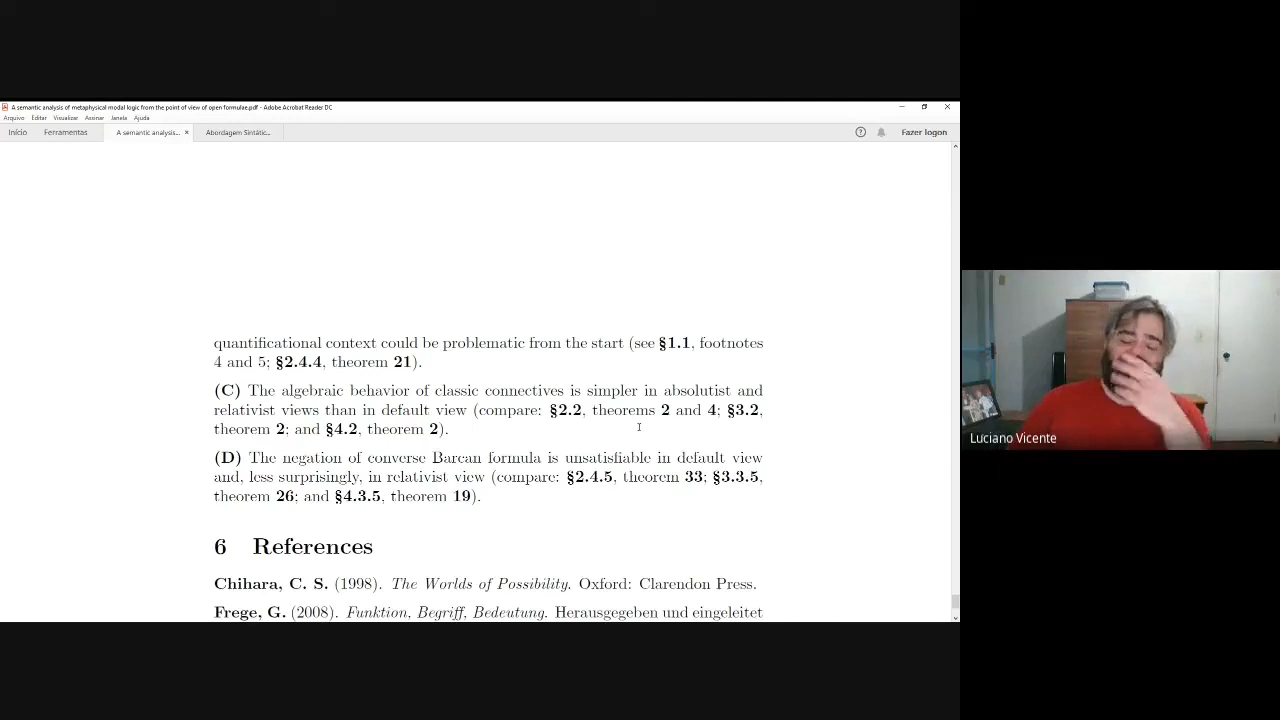 A semantic analysis of metaphysical modal logic from the point of view of open formulae.pdf - Adobe Acrobat Reader DC
Arquivo Editar Visualizar Assinar Janela Ajuda
Início Ferramentas A semantic analysis... × Abordagem Sintátic... Fazer logon
quantificational context could be problematic from the start (see §1.1, footnotes
4 and 5; §2.4.4, theorem 21).
(C) The algebraic behavior of classic connectives is simpler in absolutist and
relativist views than in default view (compare: §2.2, theorems 2 and 4; §3.2,
theorem 2; and §4.2, theorem 2).
(D) The negation of converse Barcan formula is unsatisfiable in default view
and, less surprisingly, in relativist view (compare: §2.4.5, theorem 33; §3.3.5,
theorem 26; and §4.3.5, theorem 19).
6 References
Chihara, C. S. (1998). The Worlds of Possibility. Oxford: Clarendon Press.
Frege, G. (2008). Funktion, Begriff, Bedeutung. Herausgegeben und eingeleitet
Luciano Vicente